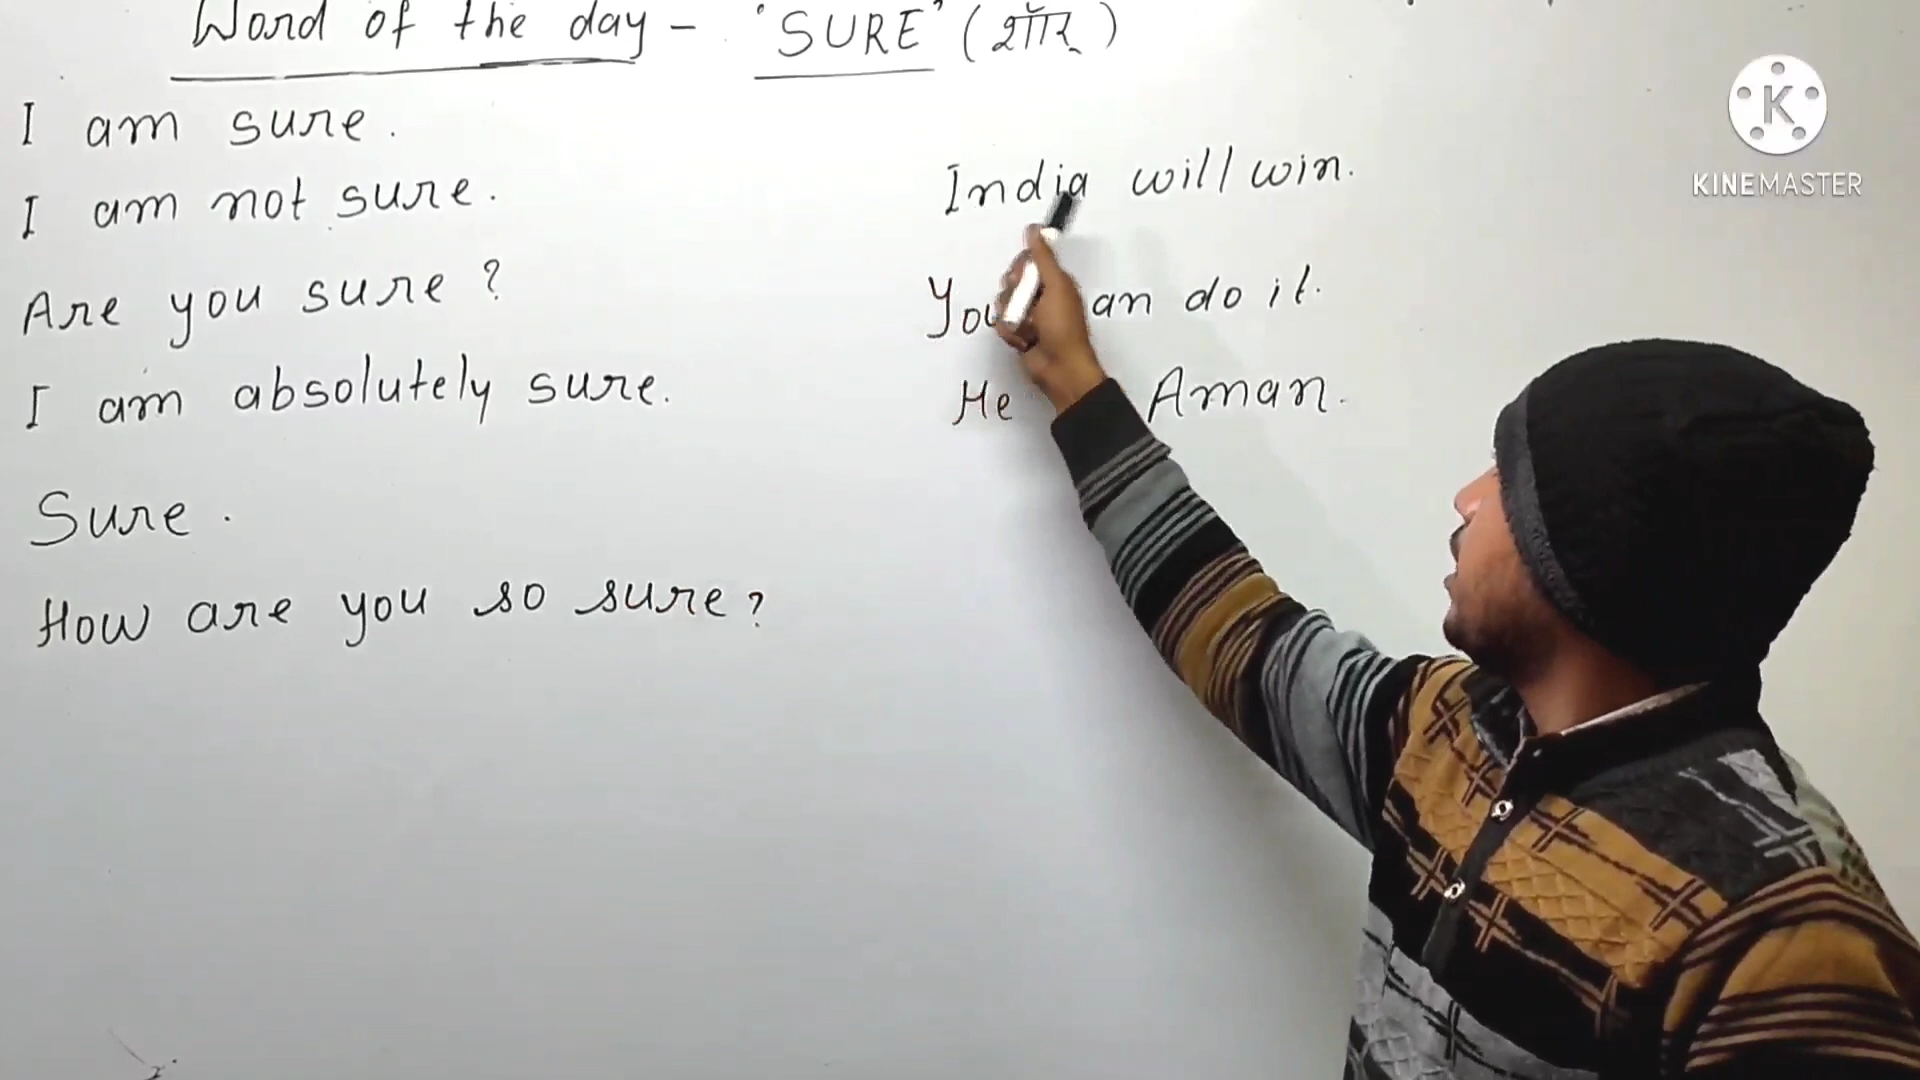 Word of the day - 'SURE' (शॉर)
I am sure.
I am not sure.
Are you sure?
I am absolutely sure.
Sure.
How are you so sure?
India will win.
You an do it.
He Aman.
KINEMASTER